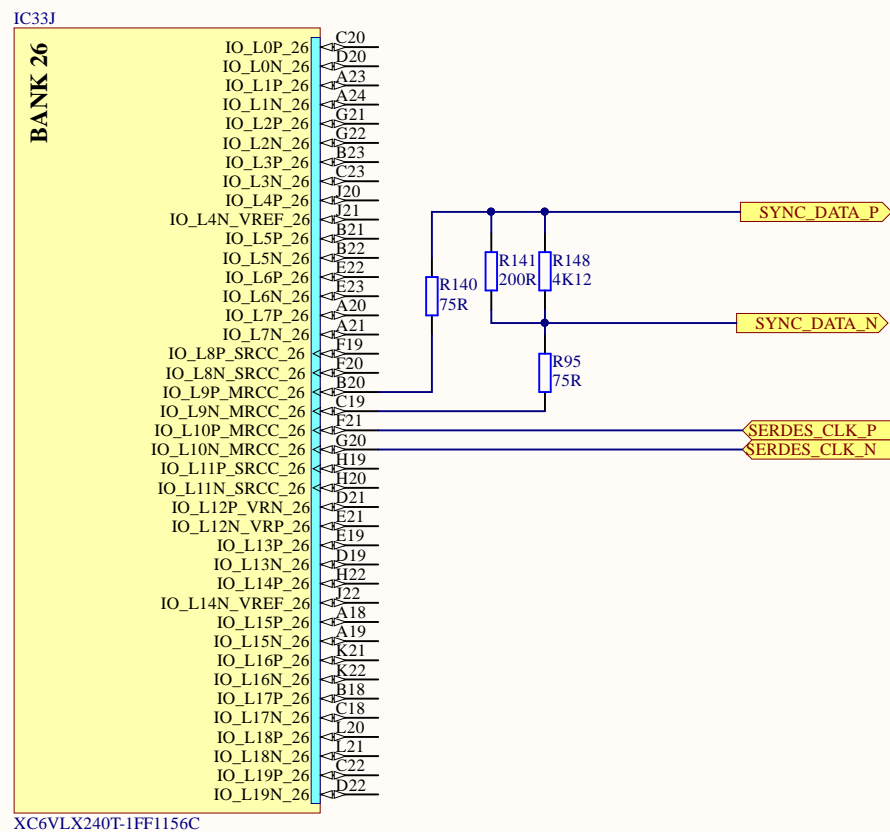 IC33J
BANK 26
IO_L0P_26 C20
IO_L0N_26 D20
IO_L1P_26 A23
IO_L1N_26 A24
IO_L2P_26 G21
IO_L2N_26 G22
IO_L3P_26 B23
IO_L3N_26 C23
IO_L4P_26 J20
IO_L4N_VREF_26 J21
IO_L5P_26 B21
IO_L5N_26 B22
IO_L6P_26 E22
IO_L6N_26 E23
IO_L7P_26 A20
IO_L7N_26 A21
IO_L8P_SRCC_26 F19
IO_L8N_SRCC_26 F20
IO_L9P_MRCC_26 B20
IO_L9N_MRCC_26 C19
IO_L10P_MRCC_26 F21
IO_L10N_MRCC_26 G20
IO_L11P_SRCC_26 H19
IO_L11N_SRCC_26 H20
IO_L12P_VRN_26 D21
IO_L12N_VRP_26 E21
IO_L13P_26 E19
IO_L13N_26 D19
IO_L14P_26 H22
IO_L14N_VREF_26 J22
IO_L15P_26 A18
IO_L15N_26 A19
IO_L16P_26 K21
IO_L16N_26 K22
IO_L17P_26 B18
IO_L17N_26 C18
IO_L18P_26 L20
IO_L18N_26 L21
IO_L19P_26 C22
IO_L19N_26 D22
XC6VLX240T-1FF1156C
R140
75R
R141
200R
R148
4K12
R95
75R
SYNC_DATA_P
SYNC_DATA_N
SERDES_CLK_P
SERDES_CLK_N